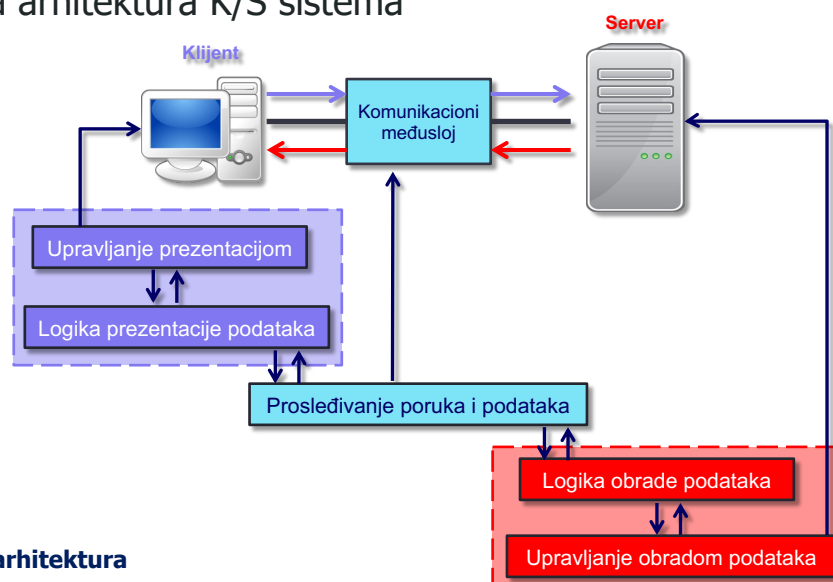 arhitektura K/S sistema
Server
Klijent
Komunikacioni
međusloj
Upravljanje prezentacijom
Logika prezentacije podataka
Prosleđivanje poruka i podataka
Logika obrade podataka
Upravljanje obradom podataka
arhitektura